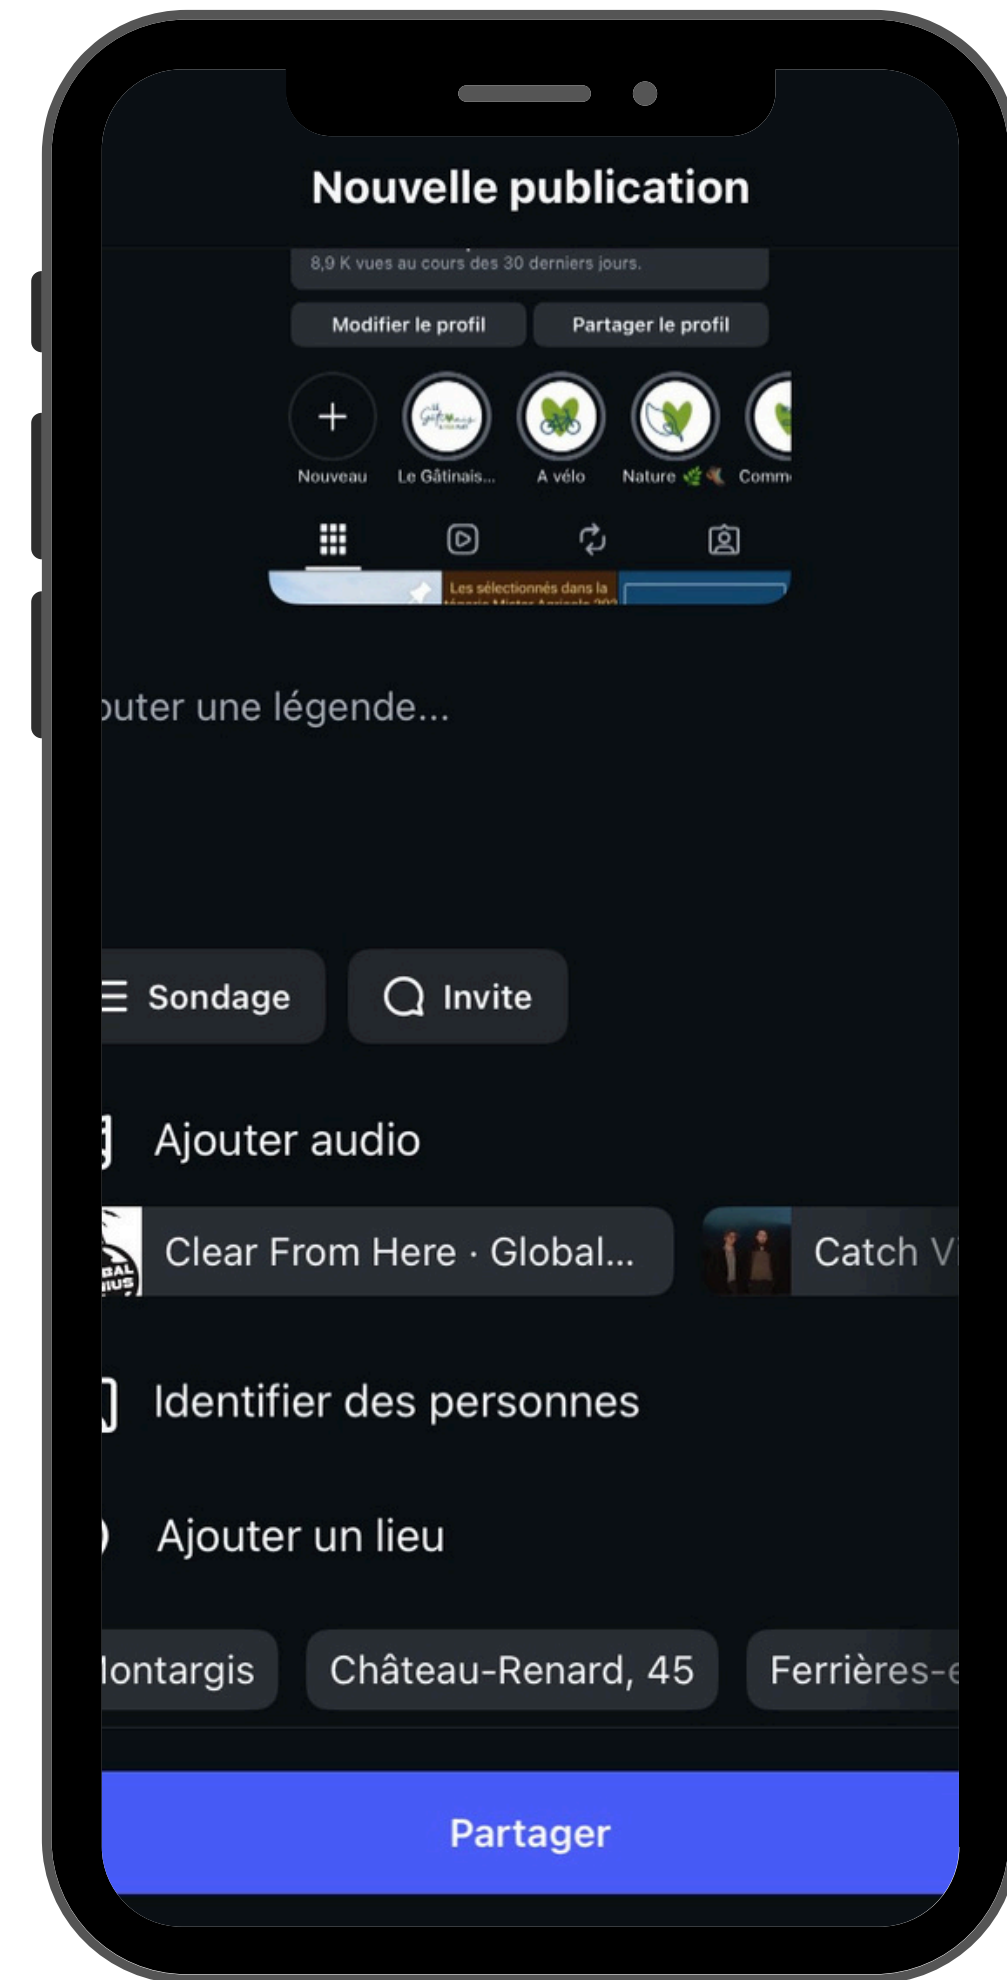 Nouvelle publication
8,9 K vues au cours des 30 derniers jours.
Modifier le profil Partager le profil
Nouveau Le Gâtinais... A vélo Nature Comm
Les sélectionnés dans la
outer une légende...
Sondage Invite
Ajouter audio
Clear From Here · Global... Catch V
Identifier des personnes
Ajouter un lieu
ontargis Château-Renard, 45 Ferrières-e
Partager